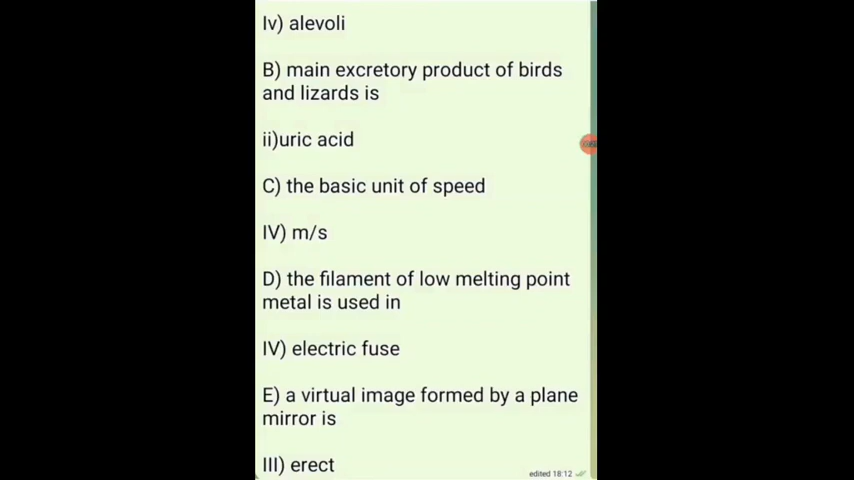 Iv) alevoli
B) main excretory product of birds
and lizards is
ii)uric acid
C) the basic unit of speed
IV) m/s
D) the filament of low melting point
metal is used in
IV) electric fuse
E) a virtual image formed by a plane
mirror is
III) erect
edited 18:12